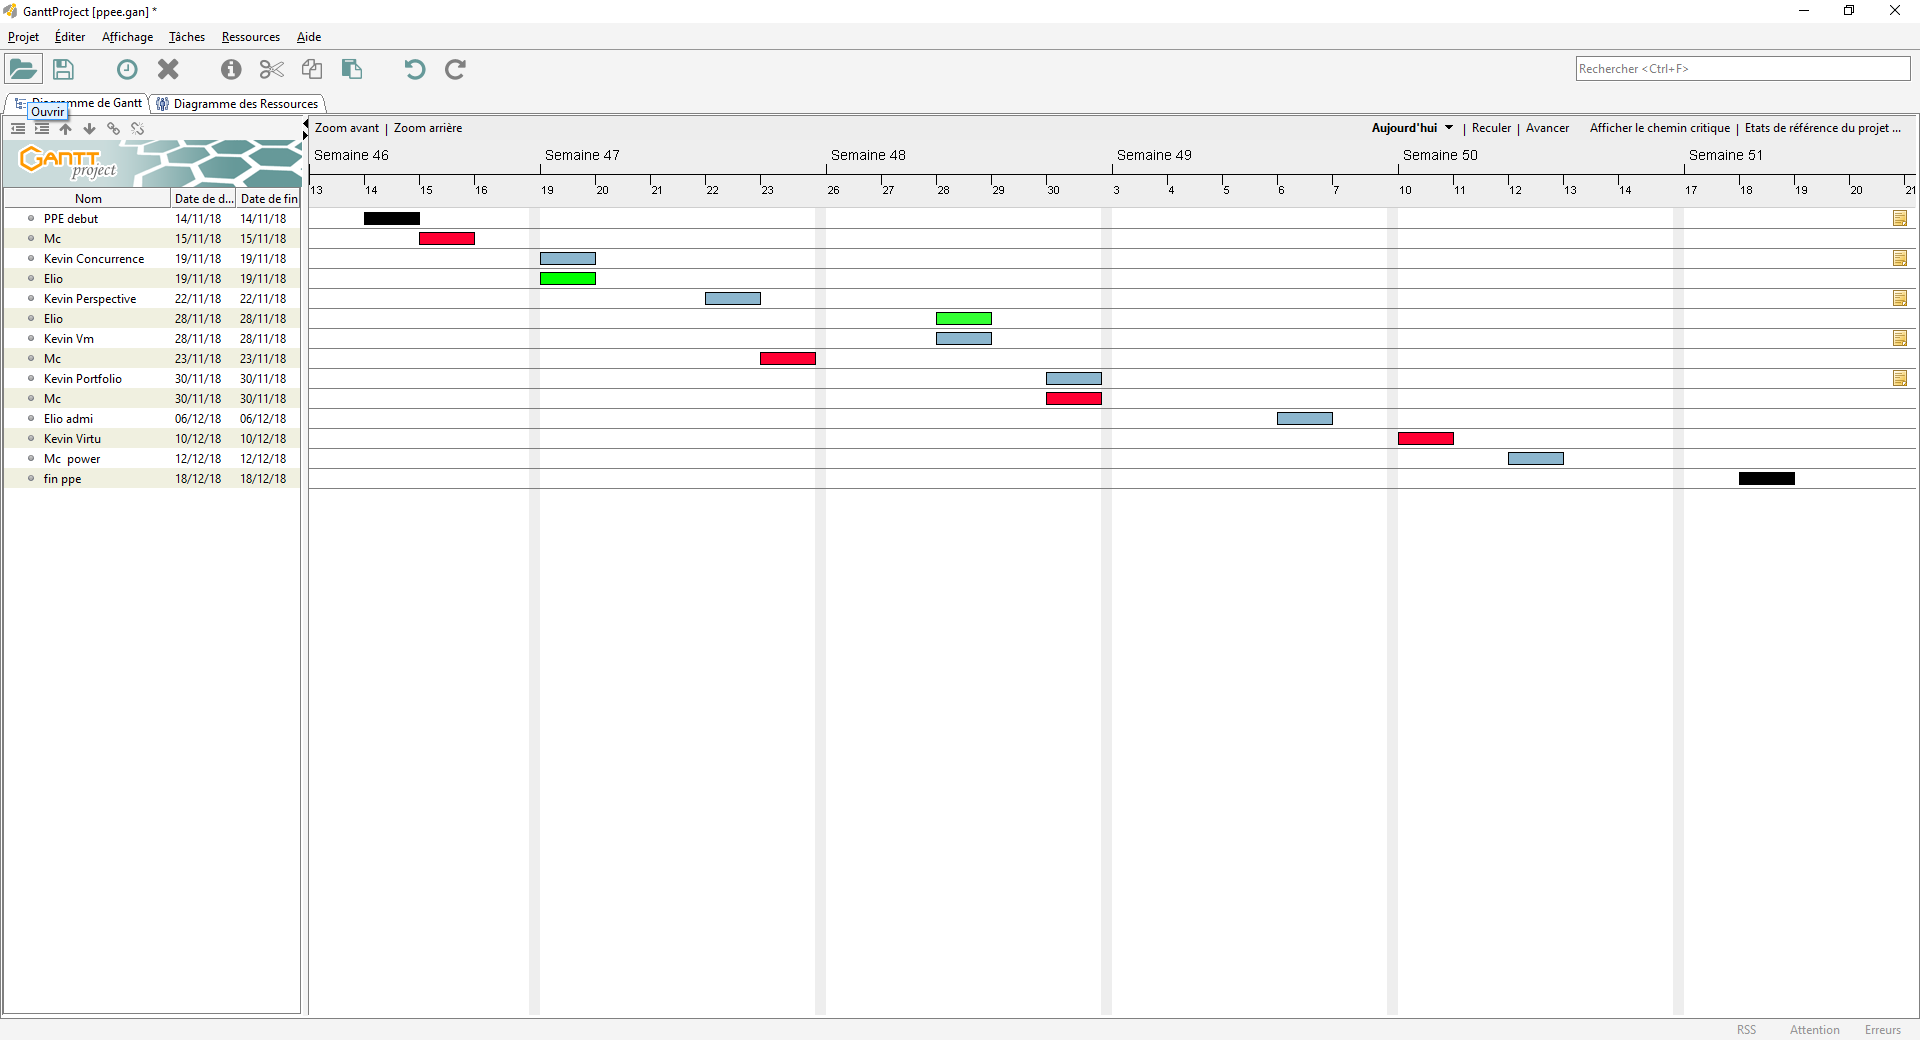 GanttProject [ppee.gan] *
Projet Éditer Affichage Tâches Ressources Aide
Rechercher <Ctrl+F>
Diagramme de Gantt Diagramme des Ressources
Ouvrir
Zoom avant | Zoom arrière Aujourd'hui | Reculer | Avancer Afficher le chemin critique | Etats de référence du projet ...
GANTT project
Semaine 46 Semaine 47 Semaine 48 Semaine 49 Semaine 50 Semaine 51
13 14 15 16 19 20 21 22 23 26 27 28 29 30 3 4 5 6 7 10 11 12 13 14 17 18 19 20 21
Nom Date de d... Date de fin
PPE debut 14/11/18 14/11/18
Mc 15/11/18 15/11/18
Kevin Concurrence 19/11/18 19/11/18
Elio 19/11/18 19/11/18
Kevin Perspective 22/11/18 22/11/18
Elio 28/11/18 28/11/18
Kevin Vm 28/11/18 28/11/18
Mc 23/11/18 23/11/18
Kevin Portfolio 30/11/18 30/11/18
Mc 30/11/18 30/11/18
Elio admi 06/12/18 06/12/18
Kevin Virtu 10/12/18 10/12/18
Mc power 12/12/18 12/12/18
fin ppe 18/12/18 18/12/18
RSS Attention Erreurs